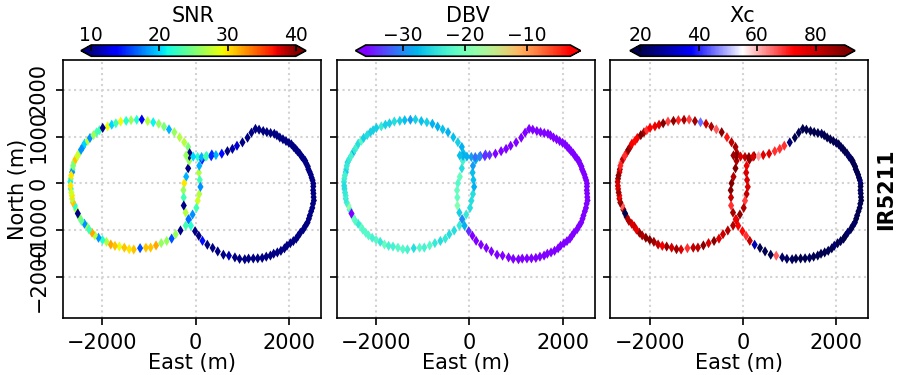 SNR DBV Xc
10 20 30 40 −30 −20 −10 20 40 60 80
2000
1000
0
−1000
−2000
North (m)
IR5211
−2000 0 2000 −2000 0 2000 −2000 0 2000
East (m) East (m) East (m)